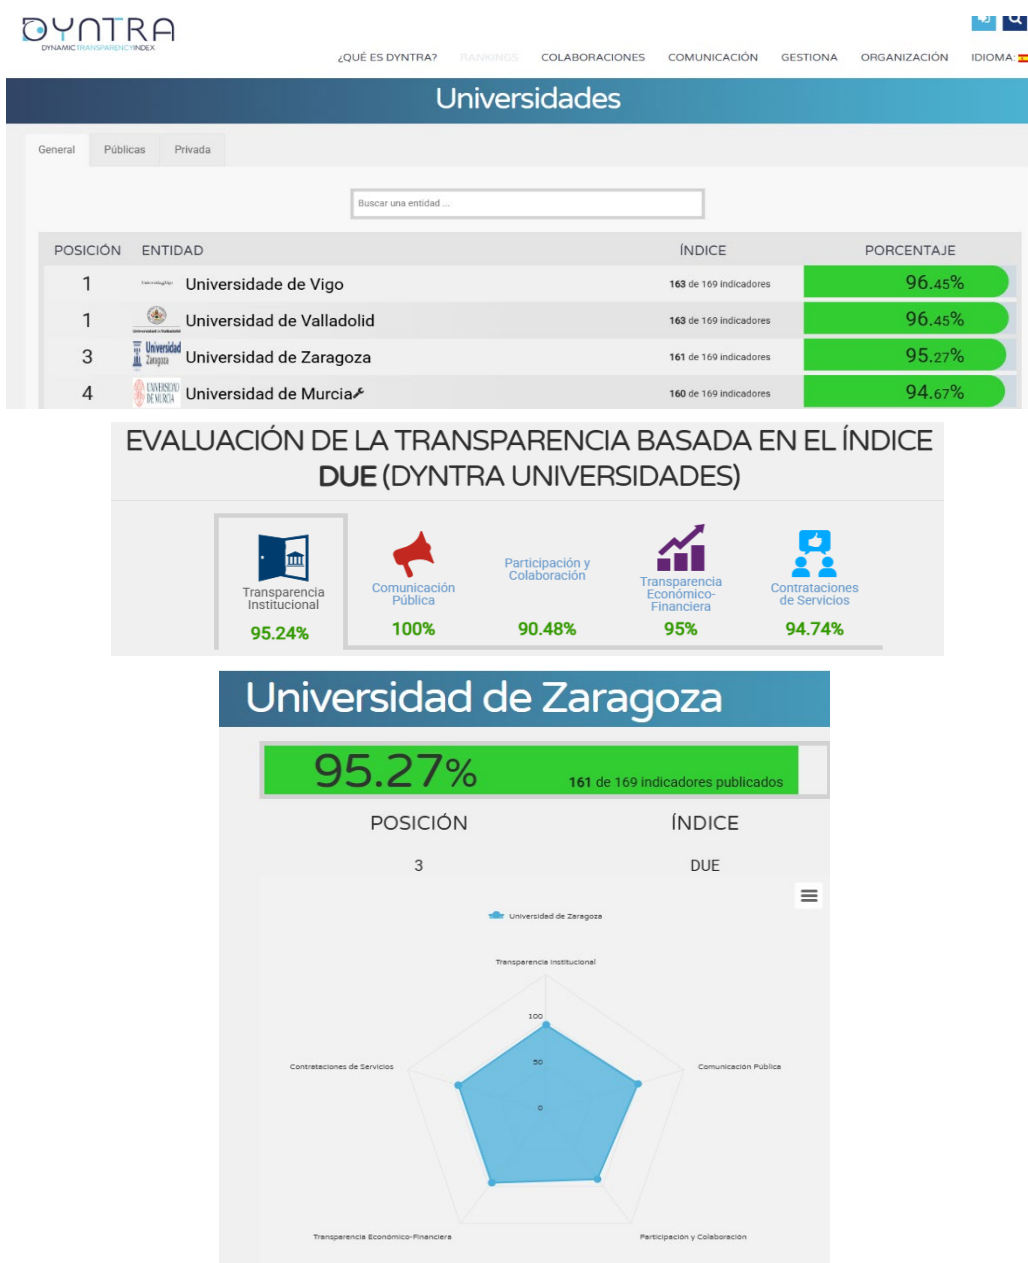 DYNTRA
DYNAMIC TRANSPARENCY INDEX
¿QUÉ ES DYNTRA? RANKINGS COLABORACIONES COMUNICACIÓN GESTIONA ORGANIZACIÓN IDIOMA:
Universidades
General Públicas Privada
Buscar una entidad ...
POSICIÓN ENTIDAD ÍNDICE PORCENTAJE
1 Universidade de Vigo 163 de 169 indicadores 96.45%
1 Universidad de Valladolid 163 de 169 indicadores 96.45%
3 Universidad Zaragoza Universidad de Zaragoza 161 de 169 indicadores 95.27%
4 UNIVERSIDAD DE MURCIA Universidad de Murcia 160 de 169 indicadores 94.67%
EVALUACIÓN DE LA TRANSPARENCIA BASADA EN EL ÍNDICE
DUE (DYNTRA UNIVERSIDADES)
Transparencia
Institucional
95.24%
Comunicación
Pública
100%
Participación y
Colaboración
90.48%
Transparencia
Económico-
Financiera
95%
Contrataciones
de Servicios
94.74%
Universidad de Zaragoza
95.27% 161 de 169 indicadores publicados
POSICIÓN ÍNDICE
3 DUE
Universidad de Zaragoza
Transparencia Institucional
100
50
Contrataciones de Servicios Comunicación Pública
0
Transparencia Económico-Financiera Participación y Colaboración